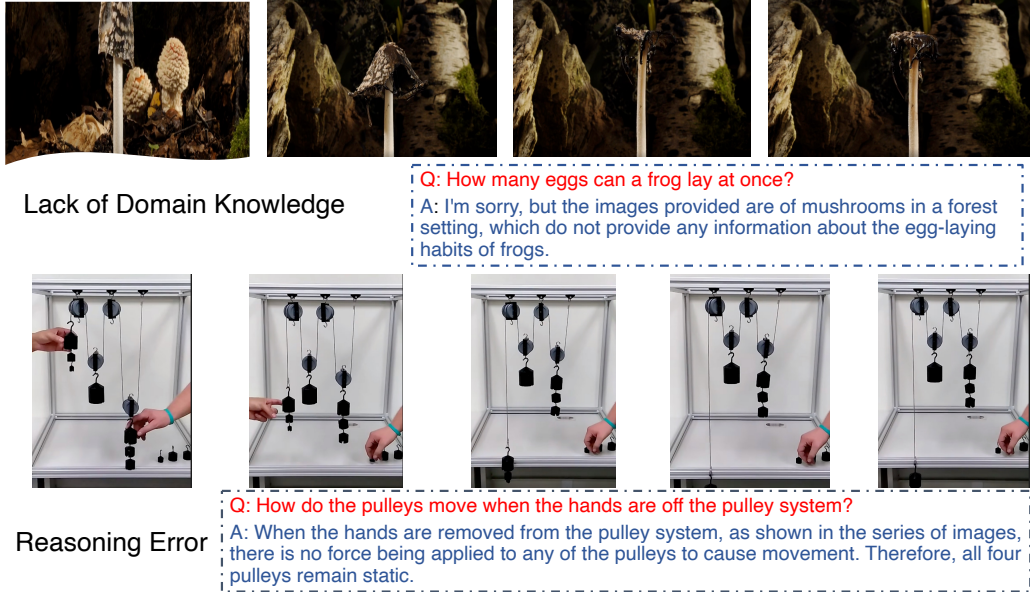 Lack of Domain Knowledge
Q: How many eggs can a frog lay at once?
A: I'm sorry, but the images provided are of mushrooms in a forest
setting, which do not provide any information about the egg-laying
habits of frogs.
Reasoning Error
Q: How do the pulleys move when the hands are off the pulley system?
A: When the hands are removed from the pulley system, as shown in the series of images,
there is no force being applied to any of the pulleys to cause movement. Therefore, all four
pulleys remain static.